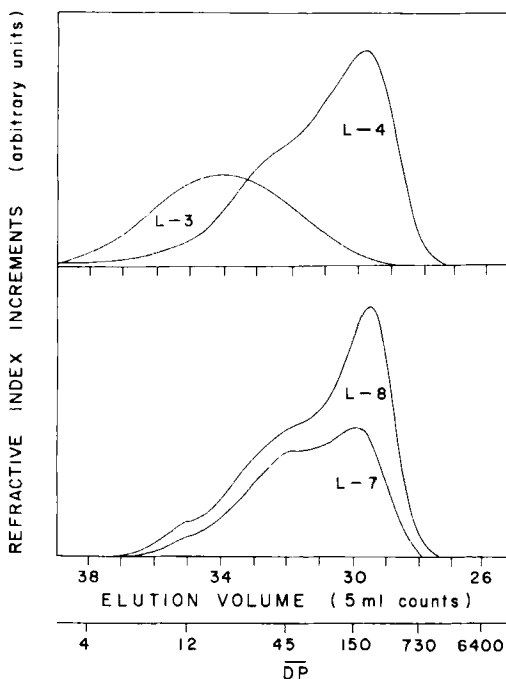 REFRACTIVE INDEX INCREMENTS (arbitrary units)
L-4
L-3
L-8
L-7
38 34 30 26
ELUTION VOLUME (5 ml counts)
4 12 45 150 730 6400
DP